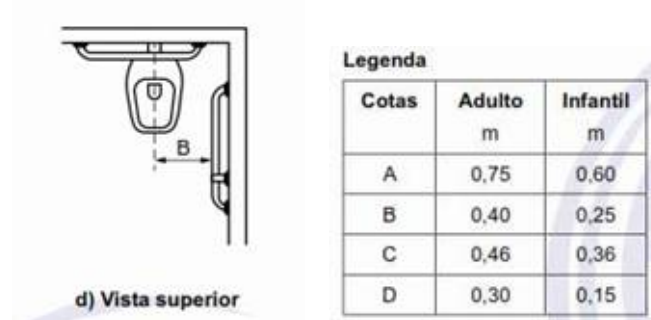 B
d) Vista superior
Legenda
Cotas Adulto Infantil
m m
A 0,75 0,60
B 0,40 0,25
C 0,46 0,36
D 0,30 0,15